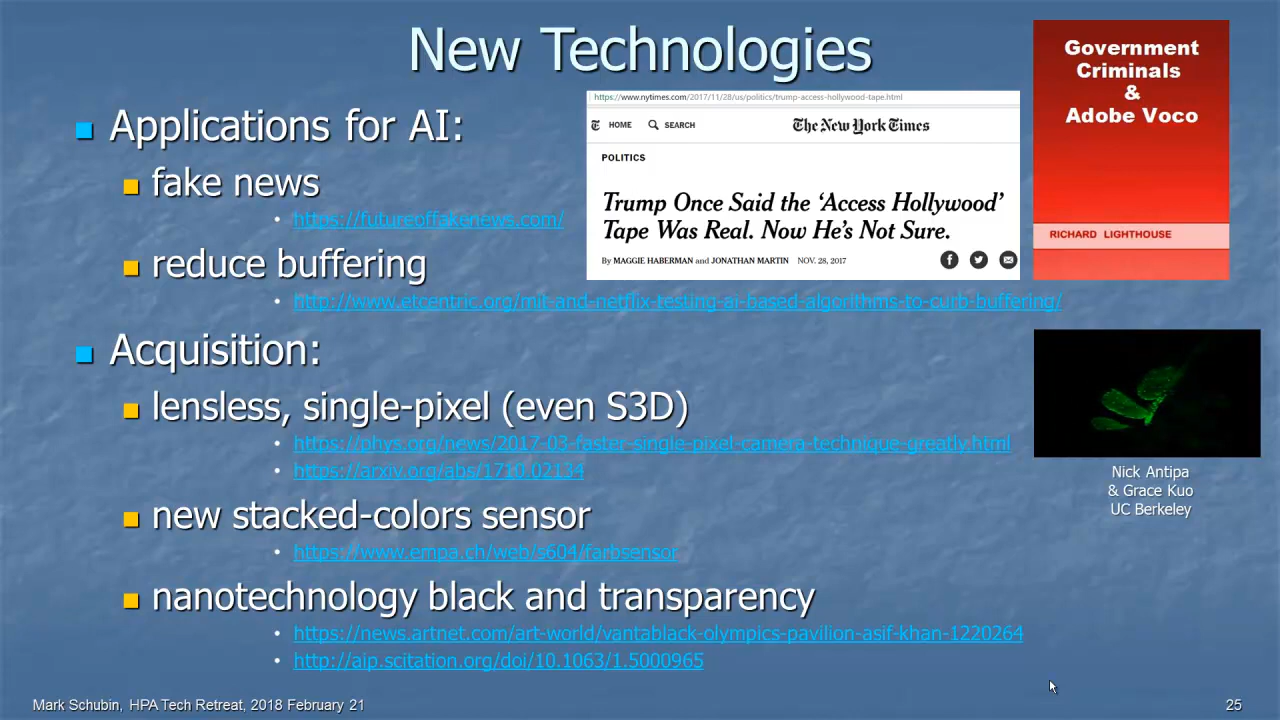 New Technologies
Applications for AI:
fake news
https://futureoffakenews.com/
reduce buffering
http://www.etcentric.org/mit-and-netflix-testing-ai-based-algorithms-to-curb-buffering/
https://www.nytimes.com/2017/11/28/us/politics/trump-access-hollywood-tape.html
HOME SEARCH The New York Times
POLITICS
Trump Once Said the ‘Access Hollywood’
Tape Was Real. Now He’s Not Sure.
By MAGGIE HABERMAN and JONATHAN MARTIN NOV. 28, 2017
Government
Criminals
&
Adobe Voco
RICHARD LIGHTHOUSE
Acquisition:
lensless, single-pixel (even S3D)
https://phys.org/news/2017-03-faster-single-pixel-camera-technique-greatly.html
https://arxiv.org/abs/1710.02134
new stacked-colors sensor
https://www.empa.ch/web/s604/farbsensor
nanotechnology black and transparency
https://news.artnet.com/art-world/vantablack-olympics-pavilion-asif-khan-1220264
http://aip.scitation.org/doi/10.1063/1.5000965
Nick Antipa
& Grace Kuo
UC Berkeley
Mark Schubin, HPA Tech Retreat, 2018 February 21
25